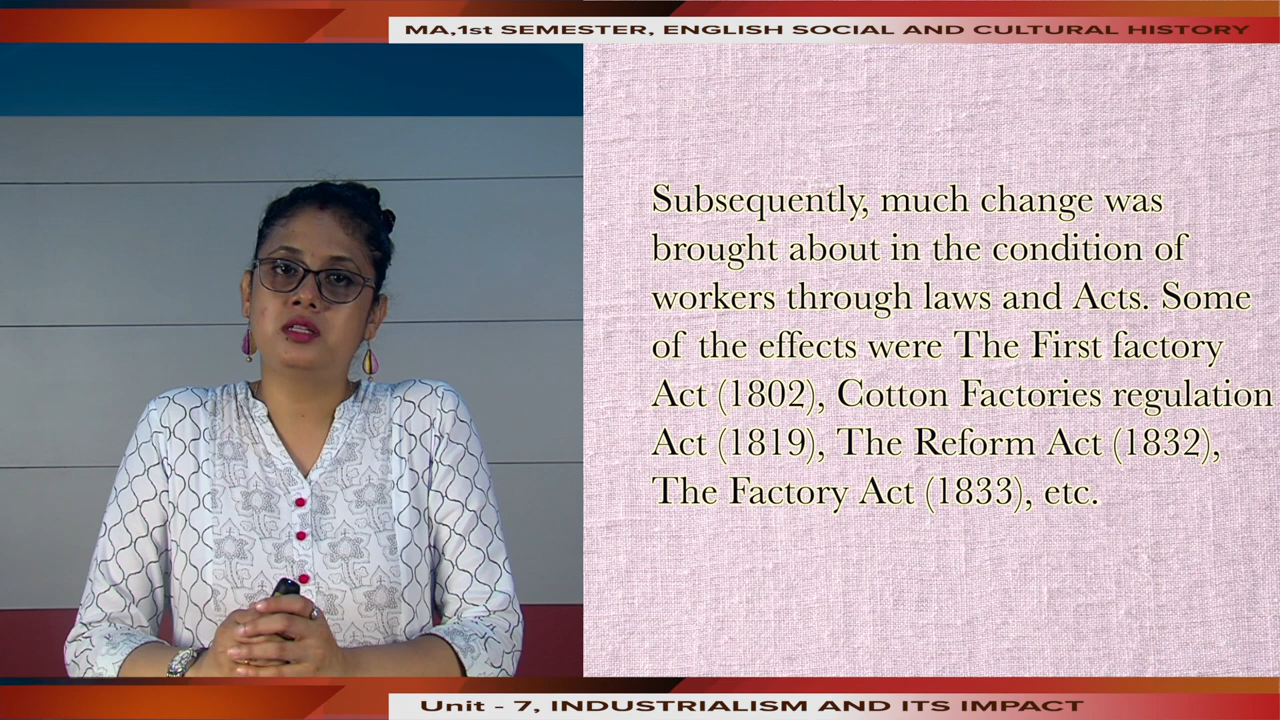 MA,1st SEMESTER, ENGLISH SOCIAL AND CULTURAL HISTORY
Subsequently, much change was
brought about in the condition of
workers through laws and Acts. Some
of the effects were The First factory
Act (1802), Cotton Factories regulation
Act (1819), The Reform Act (1832),
The Factory Act (1833), etc.
Unit - 7, INDUSTRIALISM AND ITS IMPACT